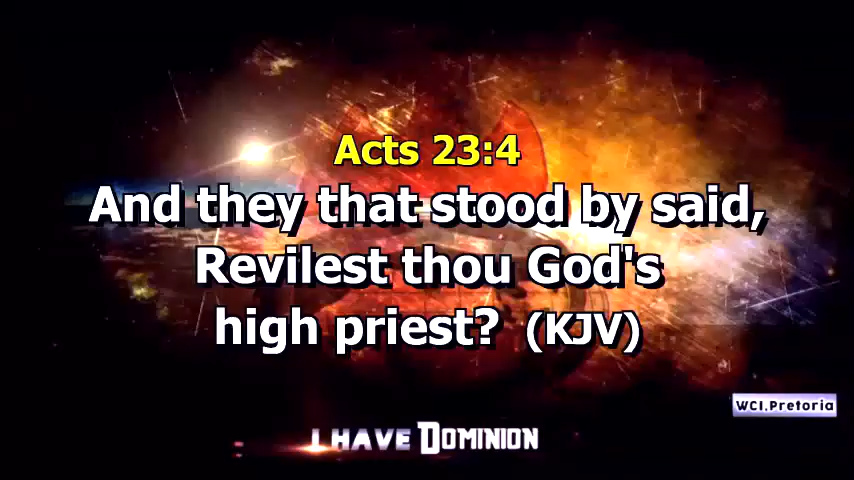 Acts 23:4
And they that stood by said,
Revilest thou God's
high priest? (KJV)
WCI.Pretoria
I HAVE DOMINION